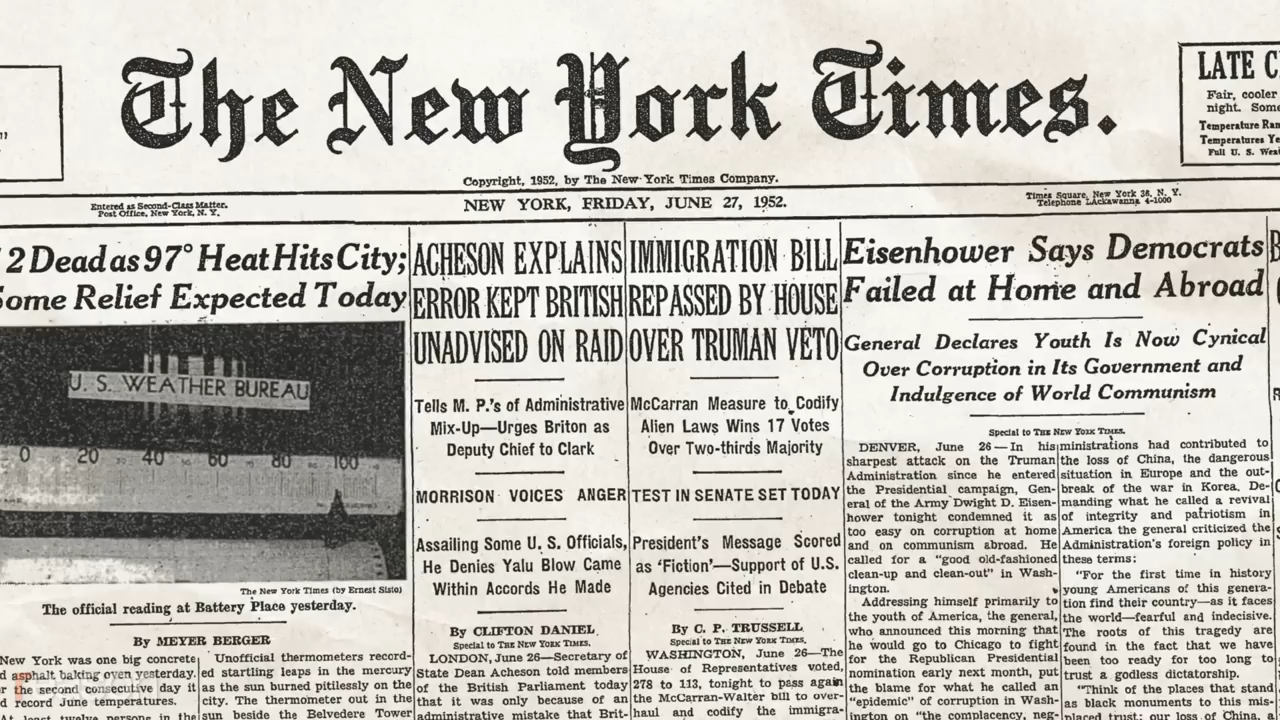 The New York Times.
LATE C
Fair, cooler
night. Some
Temperature Ran
Temperatures Ye
Full U. S. Wea
Copyright, 1952, by The New York Times Company.
Entered as Second-Class Matter.
Post Office, New York, N. Y.
NEW YORK, FRIDAY, JUNE 27, 1952.
Times Square, New York 36, N. Y.
Telephone LAckawanna 4-1000
2 Dead as 97° Heat Hits City;
Some Relief Expected Today
U. S. WEATHER BUREAU
0 20 40 60 80 100
The New York Times (by Ernest Sisto)
The official reading at Battery Place yesterday.
By MEYER BERGER
New York was one big concrete
d asphalt baking oven yesterday.
r the second consecutive day it
d record June temperatures.
At least twelve persons in the
Unofficial thermometers record-
ed startling leaps in the mercury
as the sun burned pitilessly on the
city. The thermometer out in the
sun beside the Belvedere Tower
ACHESON EXPLAINS
ERROR KEPT BRITISH
UNADVISED ON RAID
Tells M. P.'s of Administrative
Mix-Up—Urges Briton as
Deputy Chief to Clark
MORRISON VOICES ANGER
Assailing Some U. S. Officials,
He Denies Yalu Blow Came
Within Accords He Made
By CLIFTON DANIEL
Special to THE NEW YORK TIMES.
LONDON, June 26—Secretary of
State Dean Acheson told members
of the British Parliament today
that it was only because of an
administrative mistake that Brit-
IMMIGRATION BILL
REPASSED BY HOUSE
OVER TRUMAN VETO
McCarran Measure to Codify
Alien Laws Wins 17 Votes
Over Two-thirds Majority
TEST IN SENATE SET TODAY
President's Message Scored
as 'Fiction'—Support of U.S.
Agencies Cited in Debate
By C. P. TRUSSELL
Special to THE NEW YORK TIMES.
WASHINGTON, June 26—The
House of Representatives voted,
278 to 113, tonight to pass again
the McCarran-Walter bill to over-
haul and codify the immigra-
Eisenhower Says Democrats
Failed at Home and Abroad
General Declares Youth Is Now Cynical
Over Corruption in Its Government and
Indulgence of World Communism
Special to THE NEW YORK TIMES.
DENVER, June 26—In his
sharpest attack on the Truman
Administration since he entered
the Presidential campaign, Gen-
eral of the Army Dwight D. Eisen-
hower tonight condemned it as
too easy on corruption at home
and on communism abroad. He
called for a "good old-fashioned
clean-up and clean-out" in Wash-
ington.
Addressing himself primarily to
the youth of America, the general,
who announced this morning that
he would go to Chicago to fight
for the Republican Presidential
nomination early next month, put
the blame for what he called an
"epidemic" of corruption in Wash-
ington on "the complacency, neg-
ministrations had contributed to
the loss of China, the dangerous
situation in Europe and the out-
break of the war in Korea. De-
manding what he called a revival
of integrity and patriotism in
America the general criticized the
Administration's foreign policy in
these terms:
"For the first time in history
young Americans of this genera-
tion find their country—as it faces
the world—fearful and indecisive.
The roots of this tragedy are
found in the fact that we have
been too ready for too long to
trust a godless dictatorship.
"Think of the places that stand
as black monuments to this mis-
placed trust: our loss of China,